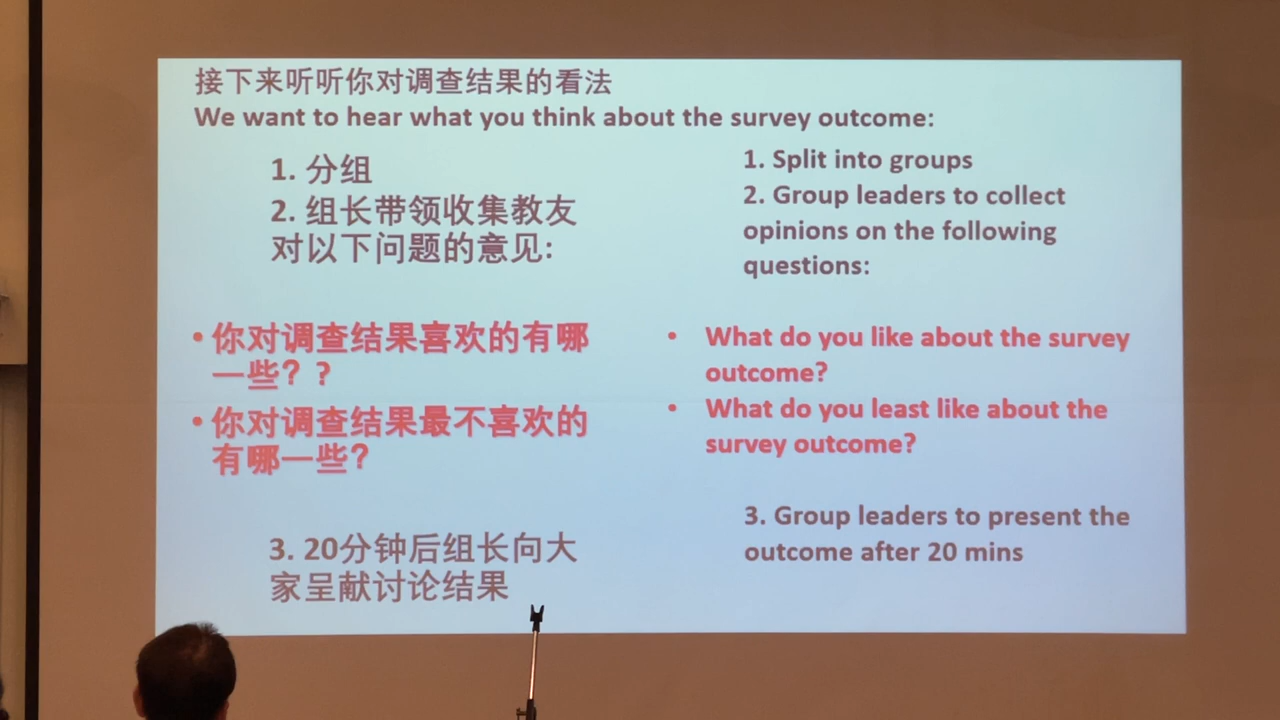 接下来听听你对调查结果的看法
We want to hear what you think about the survey outcome:
1. 分组
2. 组长带领收集教友
对以下问题的意见:
• 你对调查结果喜欢的有哪
一些? ?
• 你对调查结果最不喜欢的
有哪一些?
3. 20分钟后组长向大
家呈献讨论结果
1. Split into groups
2. Group leaders to collect
opinions on the following
questions:
• What do you like about the survey
outcome?
• What do you least like about the
survey outcome?
3. Group leaders to present the
outcome after 20 mins